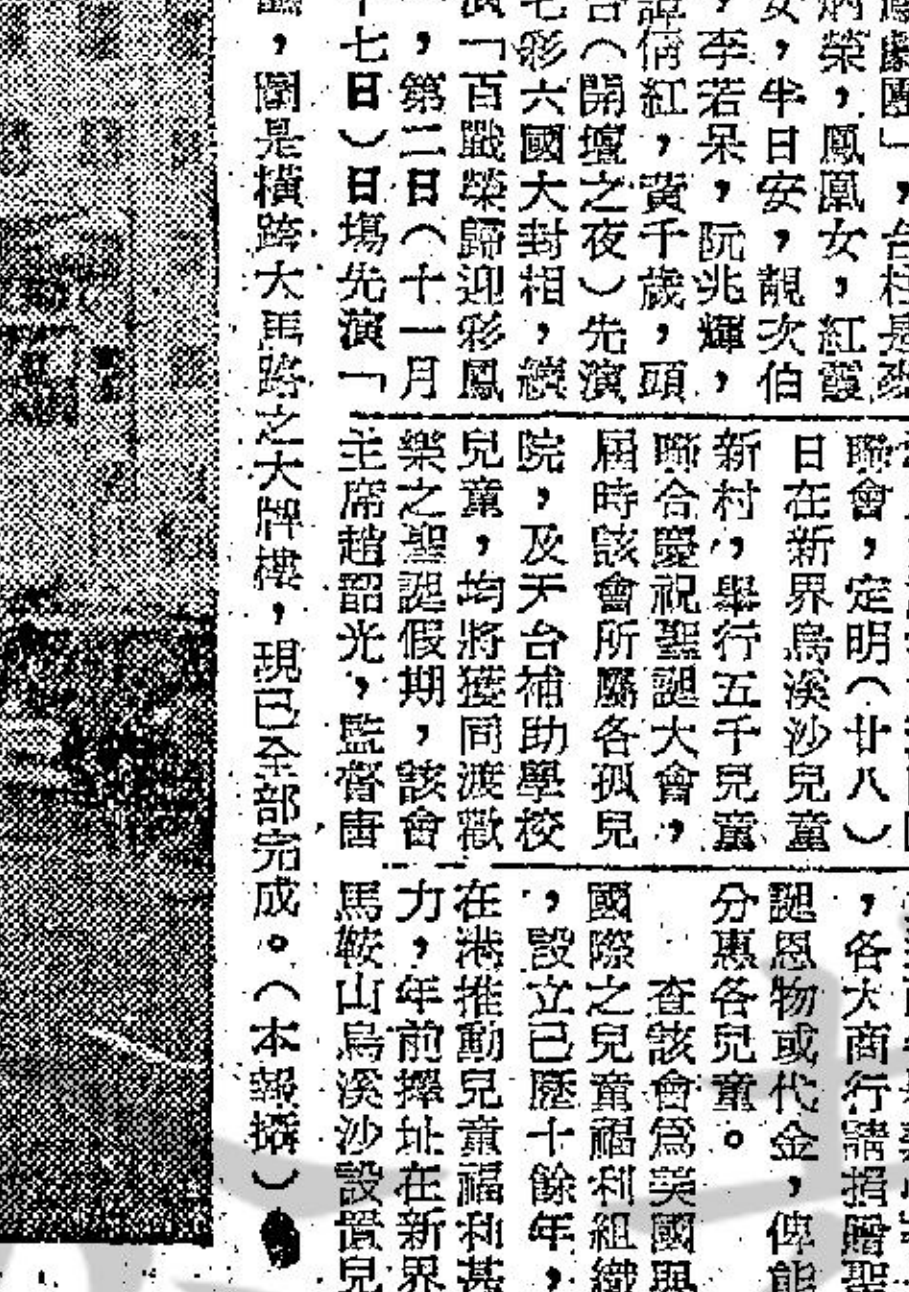 劇團」,台柱是
炳榮,鳳凰女,紅霞
女,半日安,靚次伯
,李若呆,阮兆輝,
譚倩紅,黃千歲,頭
台(開壇之夜)先演
彩六國大封相,續
演「百戰榮歸迎彩鳳
,第二日(十一月
十七日)日場先演「
聯會,定明(廿八)
日在新界烏溪沙兒童
新村,舉行五千兒童
聯合慶祝聖誕大會,
屆時該會所屬各孤兒
院,及天台補助學校
兒童,均將獲同渡歡
樂之聖誕假期,該會
主席趙韶光,監督唐
,各大商行請捐贈聖
誕恩物或代金,俾能
分惠各兒童。
查該會爲美國與
國際之兒童福利組織
,設立已歷十餘年,
在港推動兒童福利甚
力,年前擇址在新界
馬鞍山烏溪沙設置兒
,圖是橫跨大馬路之大牌樓,現已全部完成。(本報攝)